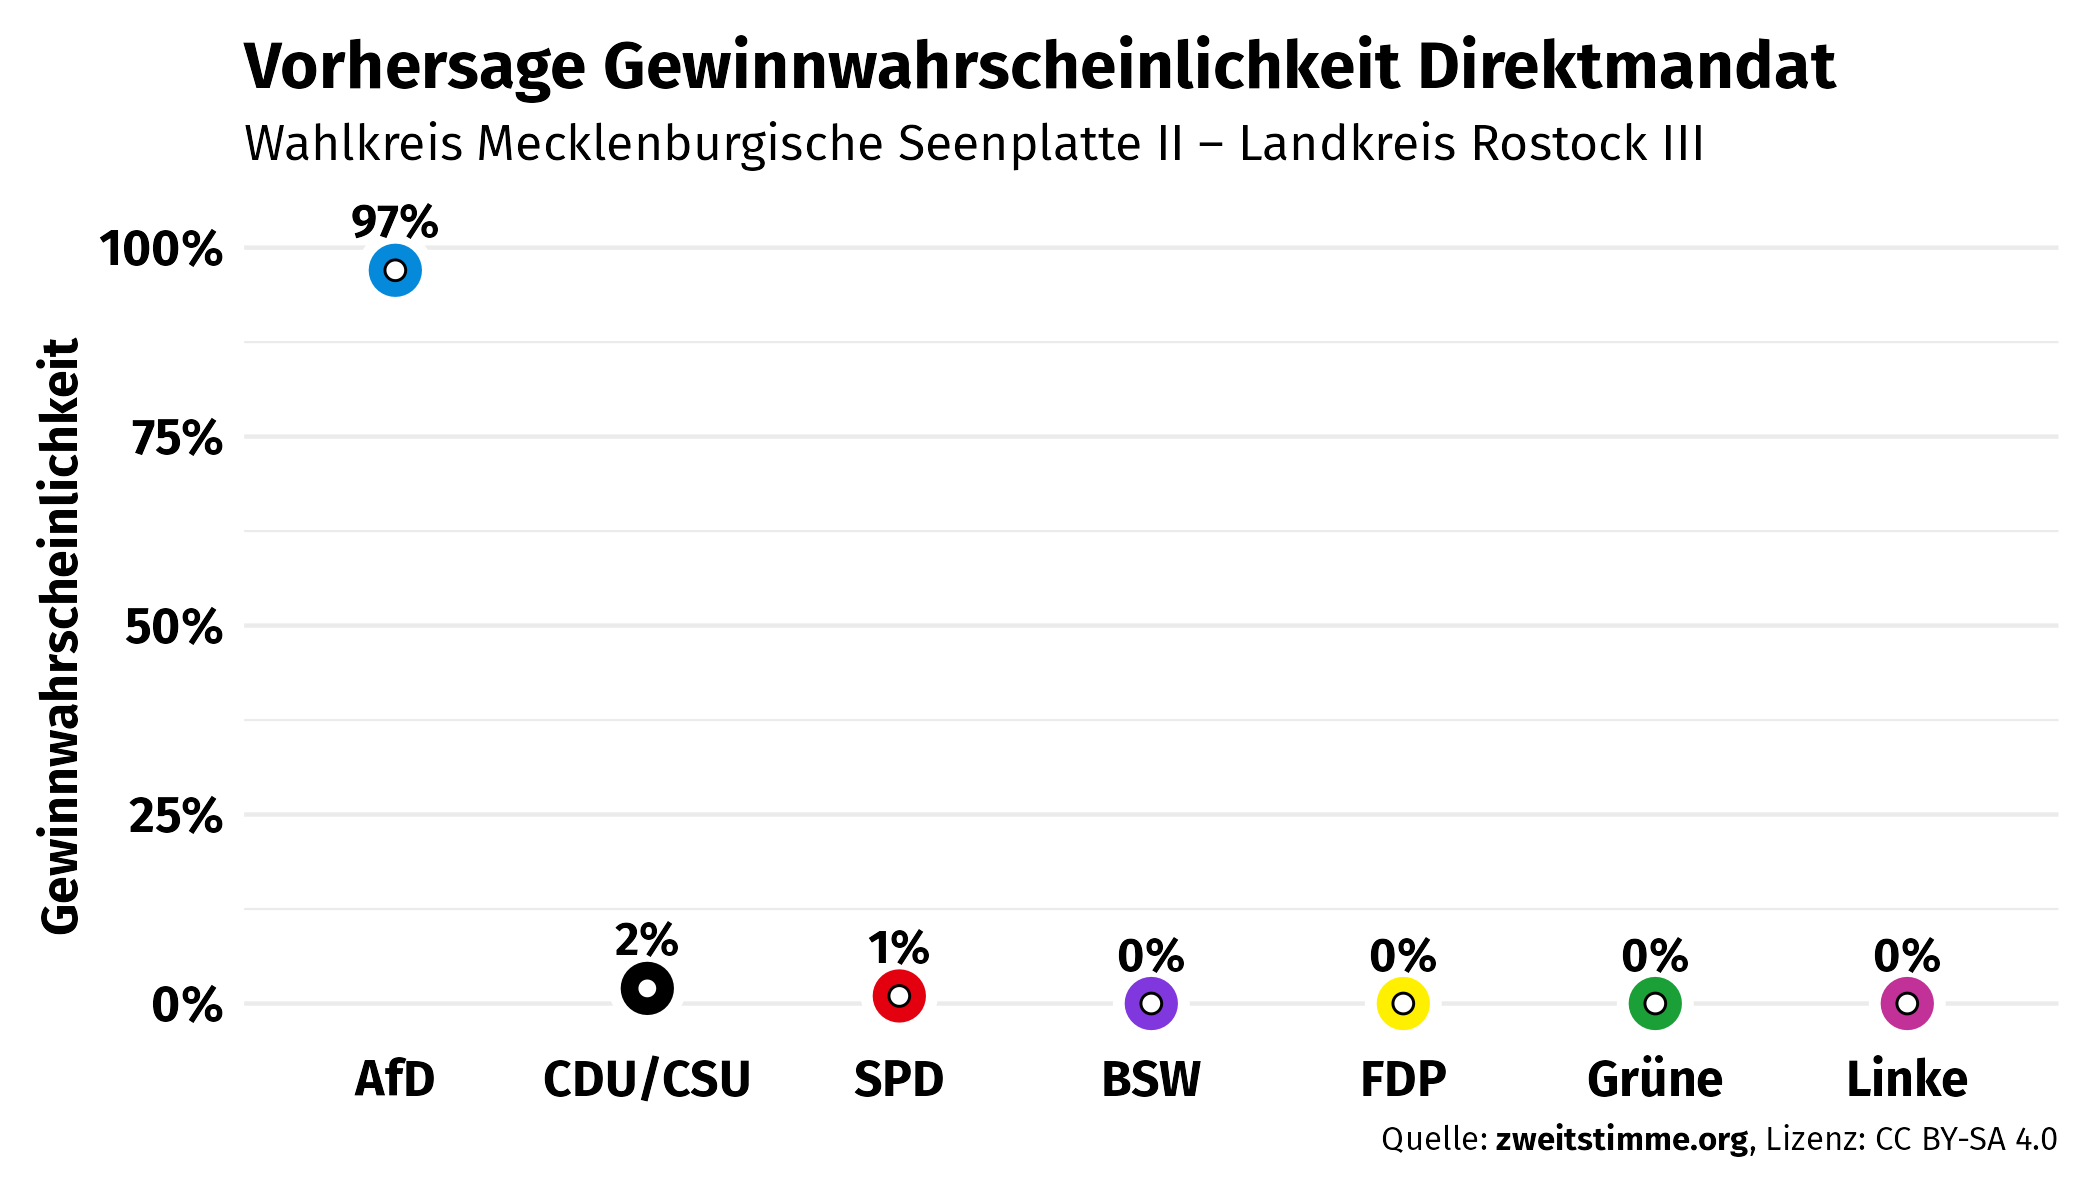 Vorhersage Gewinnwahrscheinlichkeit Direktmandat
Wahlkreis Mecklenburgische Seenplatte II – Landkreis Rostock III
Gewinnwahrscheinlichkeit
100%
75%
50%
25%
0%
97%
2%
1%
0%
0%
0%
0%
AfD
CDU/CSU
SPD
BSW
FDP
Grüne
Linke
Quelle: zweitstimme.org, Lizenz: CC BY-SA 4.0